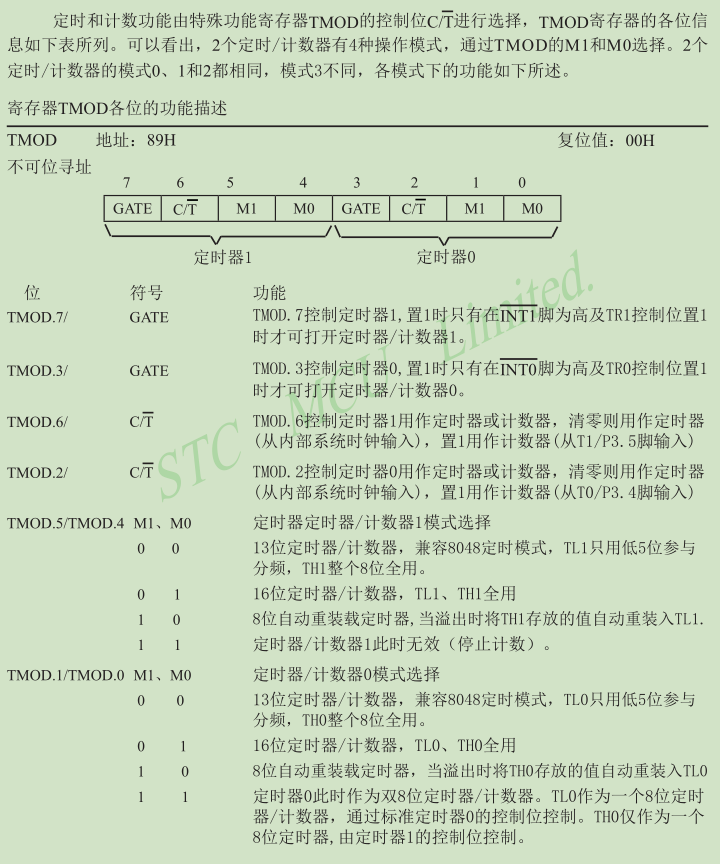 定时和计数功能由特殊功能寄存器TMOD的控制位C/T̅进行选择，TMOD寄存器的各位信
息如下表所列。可以看出，2个定时/计数器有4种操作模式，通过TMOD的M1和M0选择。2个
定时/计数器的模式0、1和2都相同，模式3不同，各模式下的功能如下所述。
寄存器TMOD各位的功能描述
TMOD 地址：89H 复位值：00H
不可位寻址
7 6 5 4 3 2 1 0
GATE C/T̅ M1 M0 GATE C/T̅ M1 M0
定时器1 定时器0
位 符号 功能
TMOD.7/ GATE TMOD.7控制定时器1,置1时只有在I̅N̅T̅1̅脚为高及TR1控制位置1
时才可打开定时器/计数器1。
TMOD.3/ GATE TMOD.3控制定时器0,置1时只有在I̅N̅T̅0̅脚为高及TR0控制位置1
时才可打开定时器/计数器0。
TMOD.6/ C/T̅ TMOD.6控制定时器1用作定时器或计数器，清零则用作定时器
(从内部系统时钟输入)，置1用作计数器(从T1/P3.5脚输入)
TMOD.2/ C/T̅ TMOD.2控制定时器0用作定时器或计数器，清零则用作定时器
(从内部系统时钟输入)，置1用作计数器(从T0/P3.4脚输入)
TMOD.5/TMOD.4 M1、M0 定时器定时器/计数器1模式选择
0 0 13位定时器/计数器，兼容8048定时模式，TL1只用低5位参与
分频，TH1整个8位全用。
0 1 16位定时器/计数器，TL1、TH1全用
1 0 8位自动重装载定时器,当溢出时将TH1存放的值自动重装入TL1.
1 1 定时器/计数器1此时无效（停止计数）。
TMOD.1/TMOD.0 M1、M0 定时器/计数器0模式选择
0 0 13位定时器/计数器，兼容8048定时模式，TL0只用低5位参与
分频，TH0整个8位全用。
0 1 16位定时器/计数器，TL0、TH0全用
1 0 8位自动重装载定时器，当溢出时将TH0存放的值自动重装入TL0
1 1 定时器0此时作为双8位定时器/计数器。TL0作为一个8位定时
器/计数器，通过标准定时器0的控制位控制。TH0仅作为一个
8位定时器,由定时器1的控制位控制。
STC MCU Limited.